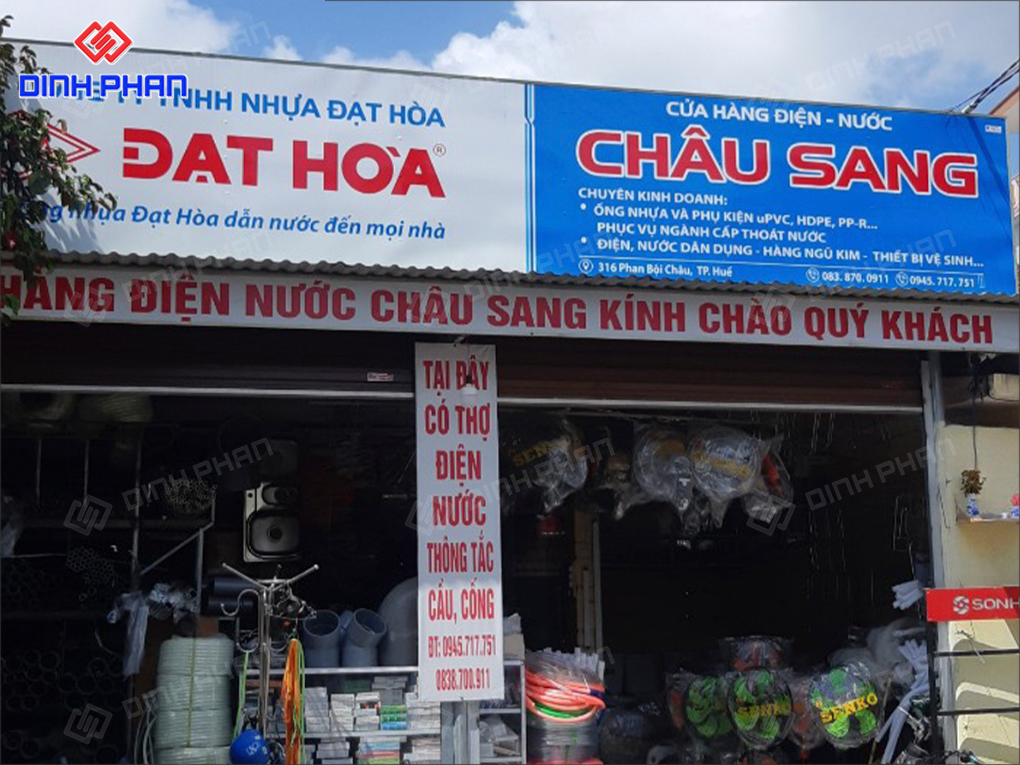 DINH PHAN
TY TNHH NHỰA ĐẠT HÒA
ĐẠT HÒA®
nhựa Đạt Hòa dẫn nước đến mọi nhà
CỬA HÀNG ĐIỆN - NƯỚC
CHÂU SANG
CHUYÊN KINH DOANH:
• ỐNG NHỰA VÀ PHỤ KIỆN uPVC, HDPE, PP-R...
PHỤC VỤ NGÀNH CẤP THOÁT NƯỚC
• ĐIỆN, NƯỚC DÂN DỤNG - HÀNG NGŨ KIM - THIẾT BỊ VỆ SINH...
316 Phan Bội Châu, TP. Huế
083. 870. 0911
0945. 717. 751
HÀNG ĐIỆN NƯỚC CHÂU SANG KÍNH CHÀO QUÝ KHÁCH
TẠI ĐÂY
CÓ THỢ
ĐIỆN
NƯỚC
THÔNG TẮC
CẦU, CỐNG
ĐT: 0945.717.751
0838.700.911
SENKO
SENKO
SENKO
SENKO
SONH